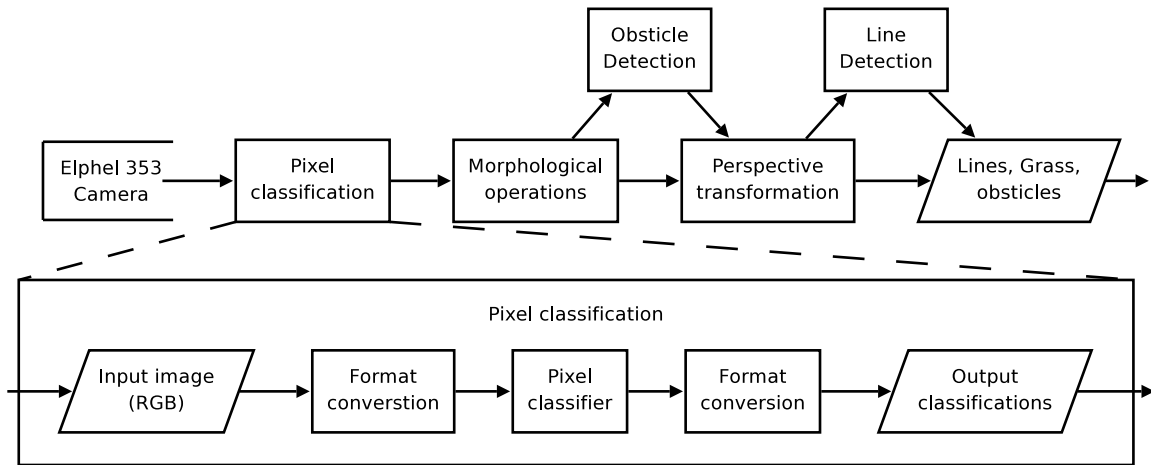 Obsticle
Detection
Line
Detection
Elphel 353
Camera
Pixel
classification
Morphological
operations
Perspective
transformation
Lines, Grass,
obsticles
Pixel classification
Input image
(RGB)
Format
converstion
Pixel
classifier
Format
conversion
Output
classifications